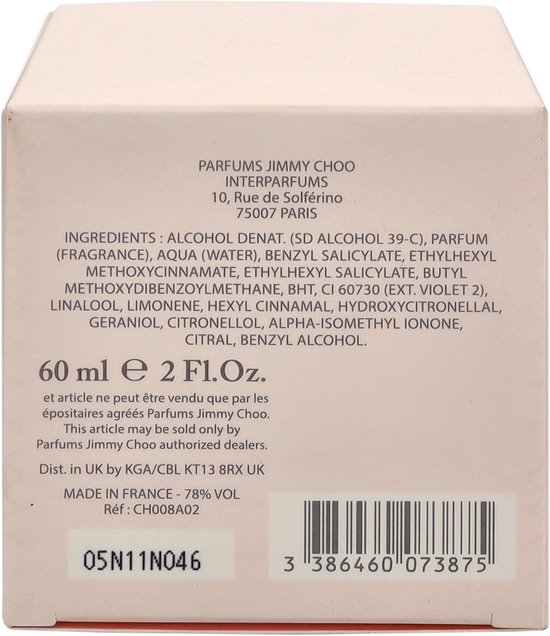 PARFUMS JIMMY CHOO
INTERPARFUMS
10, Rue de Solférino
75007 PARIS
INGREDIENTS : ALCOHOL DENAT. (SD ALCOHOL 39-C), PARFUM
(FRAGRANCE), AQUA (WATER), BENZYL SALICYLATE, ETHYLHEXYL
METHOXYCINNAMATE, ETHYLHEXYL SALICYLATE, BUTYL
METHOXYDIBENZOYLMETHANE, BHT, CI 60730 (EXT. VIOLET 2),
LINALOOL, LIMONENE, HEXYL CINNAMAL, HYDROXYCITRONELLAL,
GERANIOL, CITRONELLOL, ALPHA-ISOMETHYL IONONE,
CITRAL, BENZYL ALCOHOL.
60 ml ℮ 2 Fl.Oz.
et article ne peut être vendu que par les
épositaires agréés Parfums Jimmy Choo.
This article may be sold only by
Parfums Jimmy Choo authorized dealers.
Dist. in UK by KGA/CBL KT13 8RX UK
MADE IN FRANCE - 78% VOL
Réf : CH008A02
05N11N046
3 386460 073875